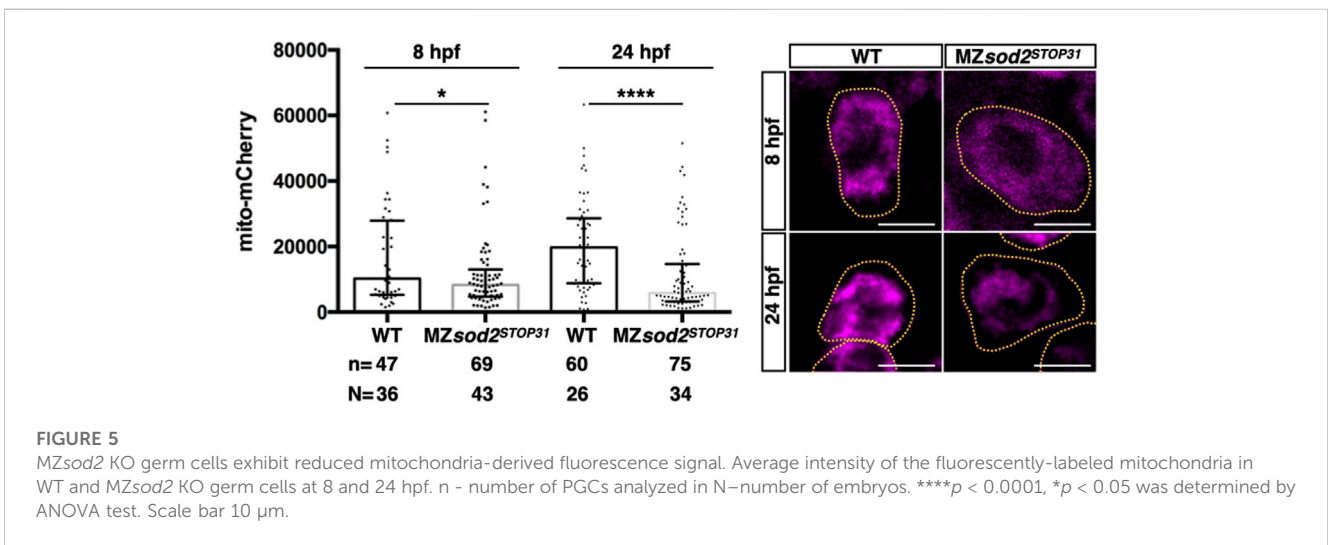 80000
60000
40000
20000
0
mito-mCherry
8 hpf
24 hpf
*
****
WT
MZsod2STOP31
WT
MZsod2STOP31
n= 47 69 60 75
N= 36 43 26 34
WT
MZsod2STOP31
8 hpf
24 hpf
FIGURE 5
MZsod2 KO germ cells exhibit reduced mitochondria-derived fluorescence signal. Average intensity of the fluorescently-labeled mitochondria in
WT and MZsod2 KO germ cells at 8 and 24 hpf. n - number of PGCs analyzed in N–number of embryos. ****p < 0.0001, *p < 0.05 was determined by
ANOVA test. Scale bar 10 μm.